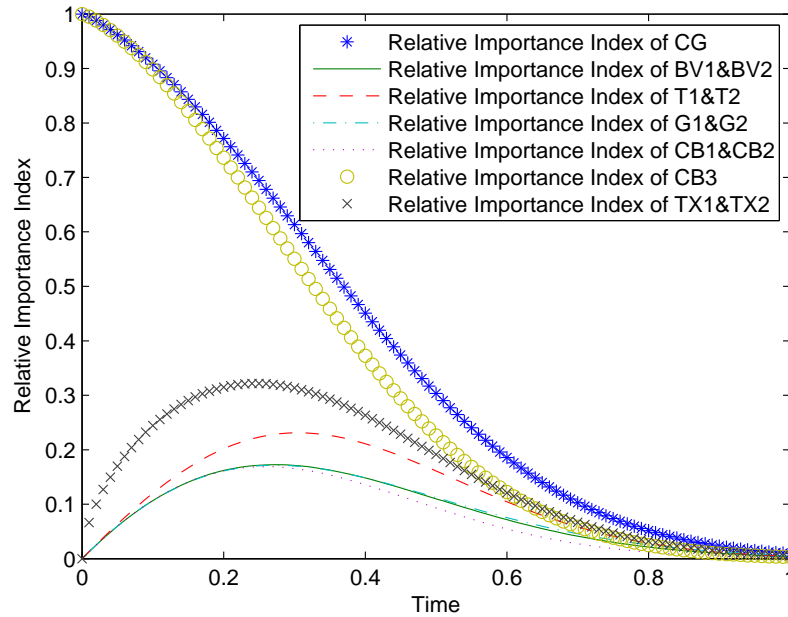 1
0.9
0.8
0.7
0.6
0.5
0.4
0.3
0.2
0.1
0
Relative Importance Index
Relative Importance Index of CG
Relative Importance Index of BV1&BV2
Relative Importance Index of T1&T2
Relative Importance Index of G1&G2
Relative Importance Index of CB1&CB2
Relative Importance Index of CB3
Relative Importance Index of TX1&TX2
0 0.2 0.4 0.6 0.8 1
Time